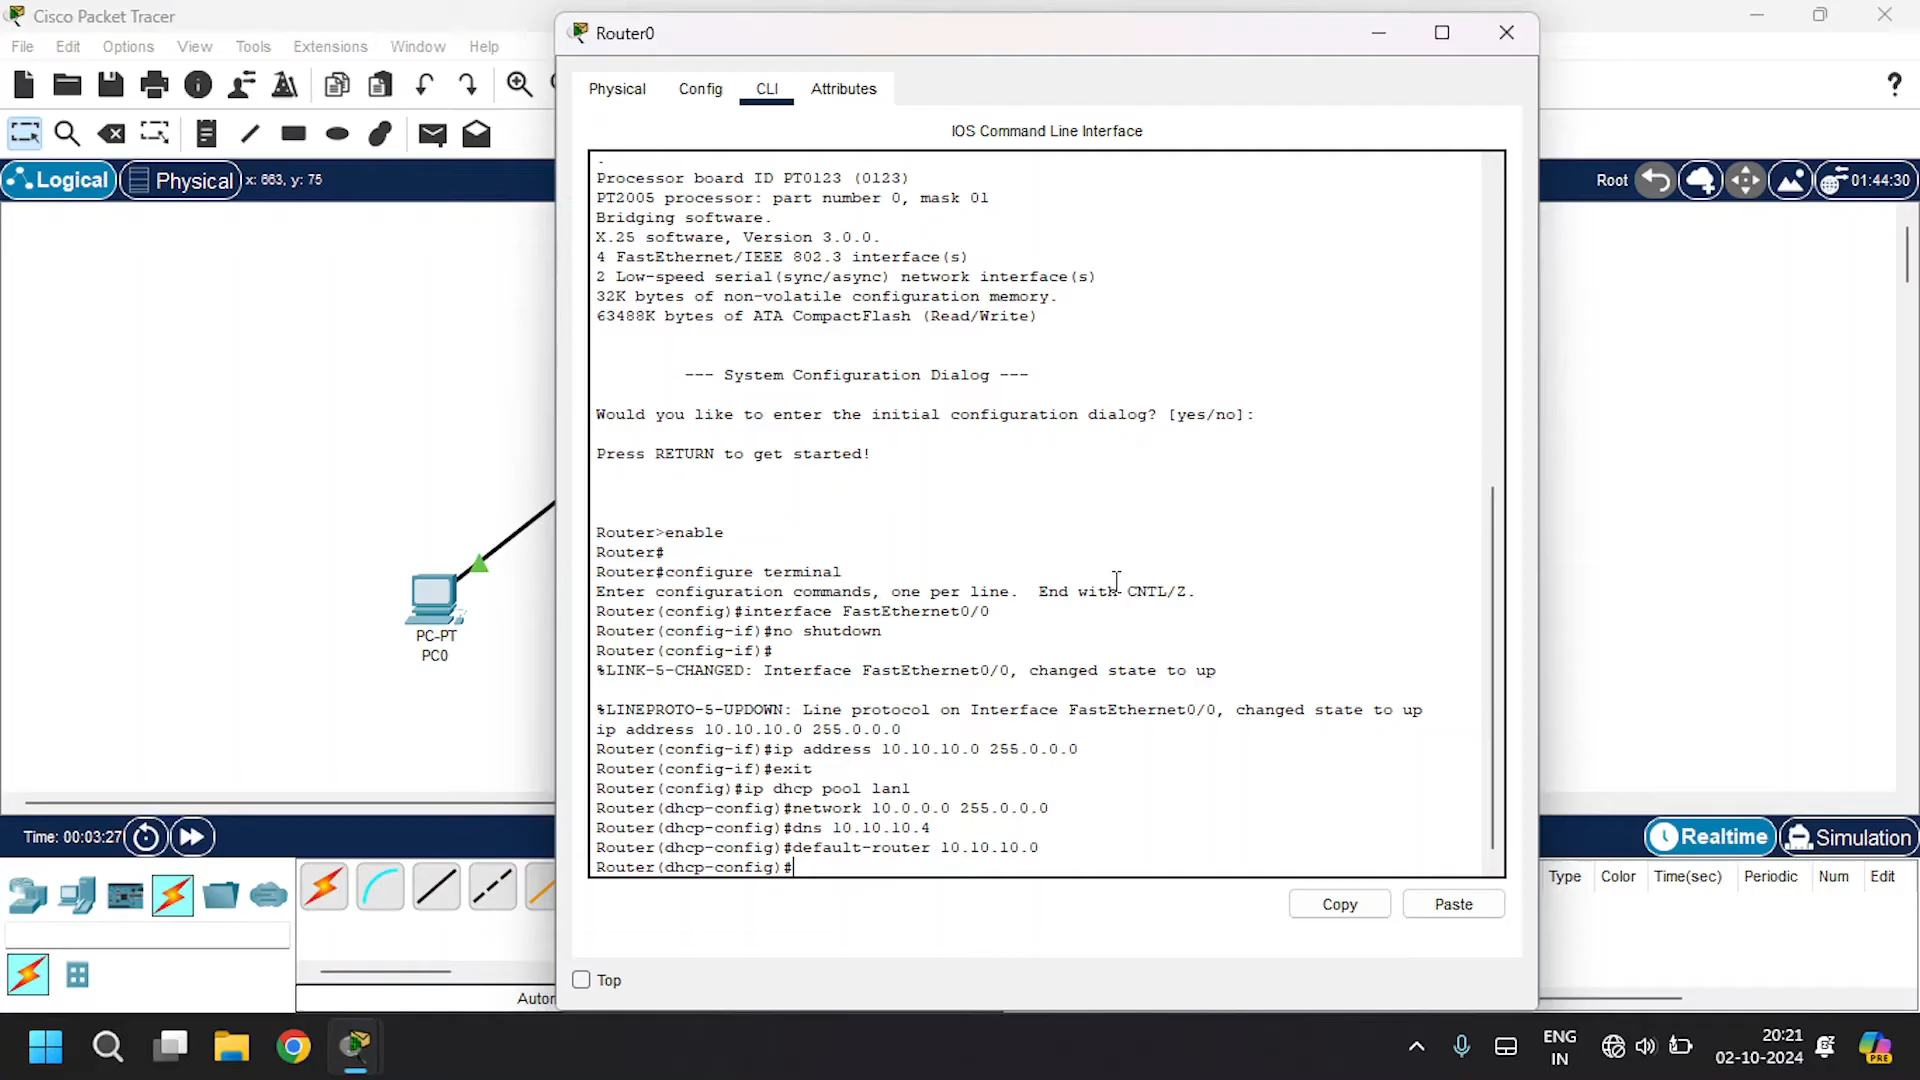 Cisco Packet Tracer
File Edit Options View Tools Extensions Window Help
Logical Physical x: 663, y: 75
Root 01:44:30
Router0
Physical Config CLI Attributes
IOS Command Line Interface
Processor board ID PT0123 (0123)
PT2005 processor: part number 0, mask 01
Bridging software.
X.25 software, Version 3.0.0.
4 FastEthernet/IEEE 802.3 interface(s)
2 Low-speed serial(sync/async) network interface(s)
32K bytes of non-volatile configuration memory.
63488K bytes of ATA CompactFlash (Read/Write)
--- System Configuration Dialog ---
Would you like to enter the initial configuration dialog? [yes/no]:
Press RETURN to get started!
Router>enable
Router#
Router#configure terminal
Enter configuration commands, one per line.  End with CNTL/Z.
Router(config)#interface FastEthernet0/0
Router(config-if)#no shutdown
Router(config-if)#
%LINK-5-CHANGED: Interface FastEthernet0/0, changed state to up
%LINEPROTO-5-UPDOWN: Line protocol on Interface FastEthernet0/0, changed state to up
ip address 10.10.10.0 255.0.0.0
Router(config-if)#ip address 10.10.10.0 255.0.0.0
Router(config-if)#exit
Router(config)#ip dhcp pool lan1
Router(dhcp-config)#network 10.0.0.0 255.0.0.0
Router(dhcp-config)#dns 10.10.10.4
Router(dhcp-config)#default-router 10.10.10.0
Router(dhcp-config)#
Copy Paste
Top
PC-PT
PC0
Time: 00:03:27
Realtime Simulation
Type Color Time(sec) Periodic Num Edit
Autor
ENG
IN
20:21
02-10-2024
PRE